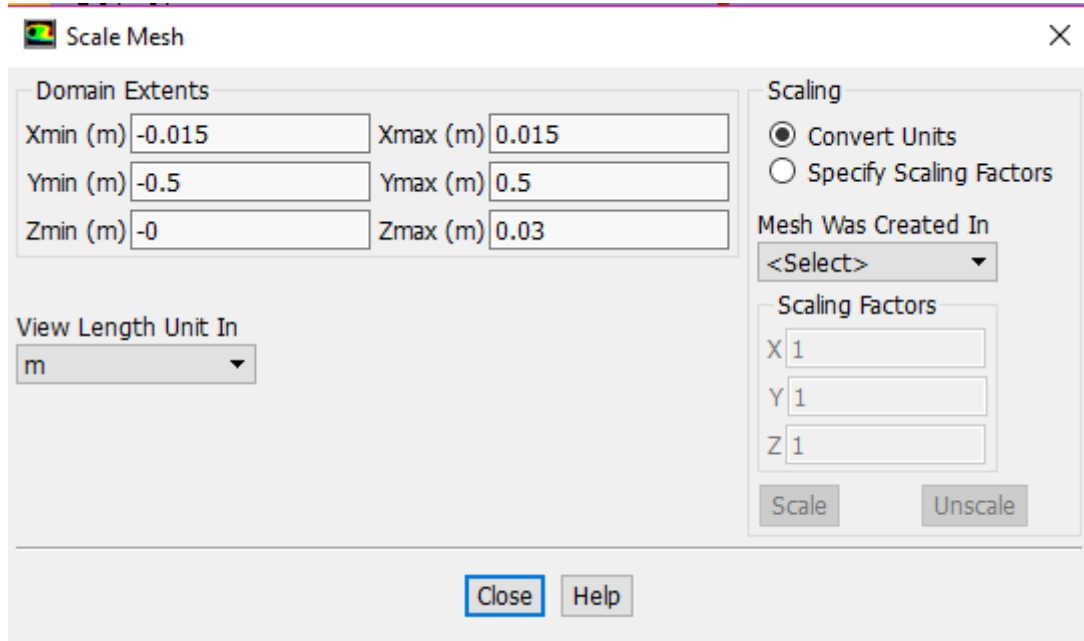 Scale Mesh
Domain Extents
Xmin (m) -0.015 Xmax (m) 0.015
Ymin (m) -0.5 Ymax (m) 0.5
Zmin (m) -0 Zmax (m) 0.03
View Length Unit In
m
Scaling
Convert Units
Specify Scaling Factors
Mesh Was Created In
<Select>
Scaling Factors
X 1
Y 1
Z 1
Scale Unscale
Close Help